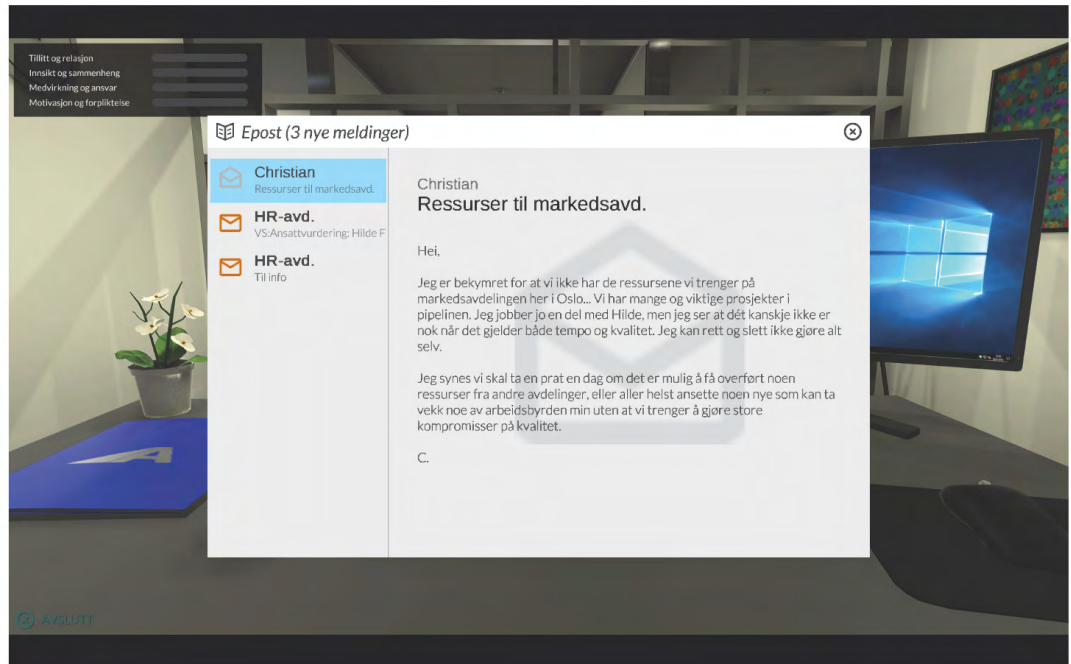 Tillitt og relasjon
Innsikt og sammenheng
Medvirkning og ansvar
Motivasjon og forpliktelse
Epost (3 nye meldinger)
Christian
Ressurser til markedsavd.
HR-avd.
VS:Ansattvurdering: Hilde F
HR-avd.
Til info
Christian
Ressurser til markedsavd.
Hei,
Jeg er bekymret for at vi ikke har de ressursene vi trenger på
markedsavdelingen her i Oslo... Vi har mange og viktige prosjekter i
pipelinen. Jeg jobber jo en del med Hilde, men jeg ser at dét kanskje ikke er
nok når det gjelder både tempo og kvalitet. Jeg kan rett og slett ikke gjøre alt
selv.
Jeg synes vi skal ta en prat en dag om det er mulig å få overført noen
ressurser fra andre avdelinger, eller aller helst ansette noen nye som kan ta
vekk noe av arbeidsbyrden min uten at vi trenger å gjøre store
kompromisser på kvalitet.
C.
A
AVSLUTT